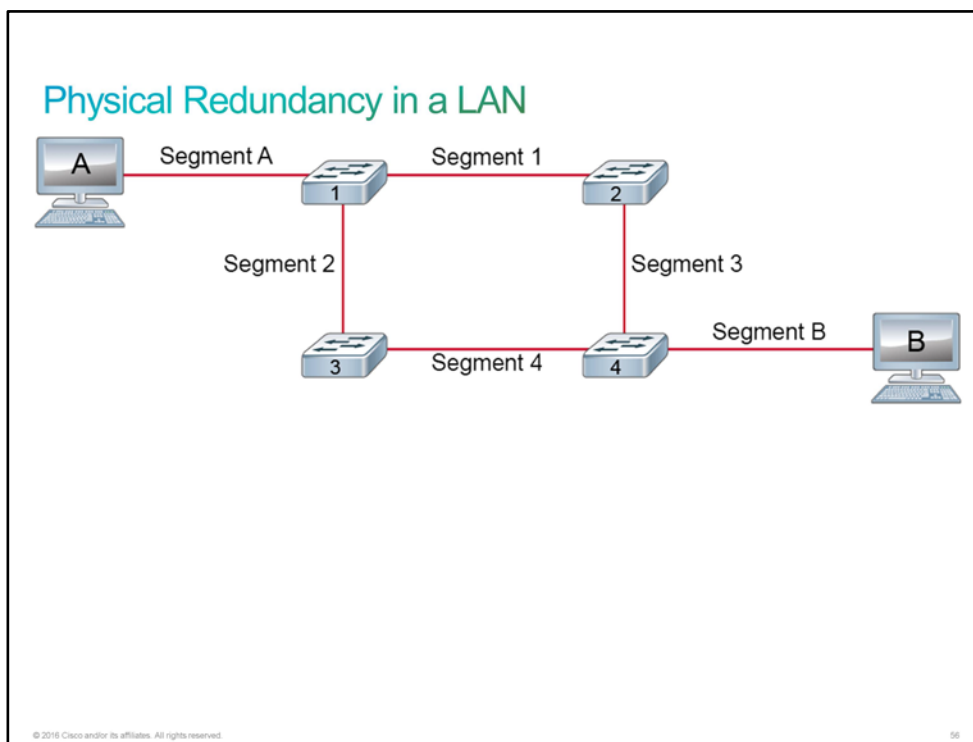 Physical Redundancy in a LAN
A
Segment A
1
Segment 1
2
Segment 2
Segment 3
3
Segment 4
4
Segment B
B
© 2016 Cisco and/or its affiliates. All rights reserved.
56